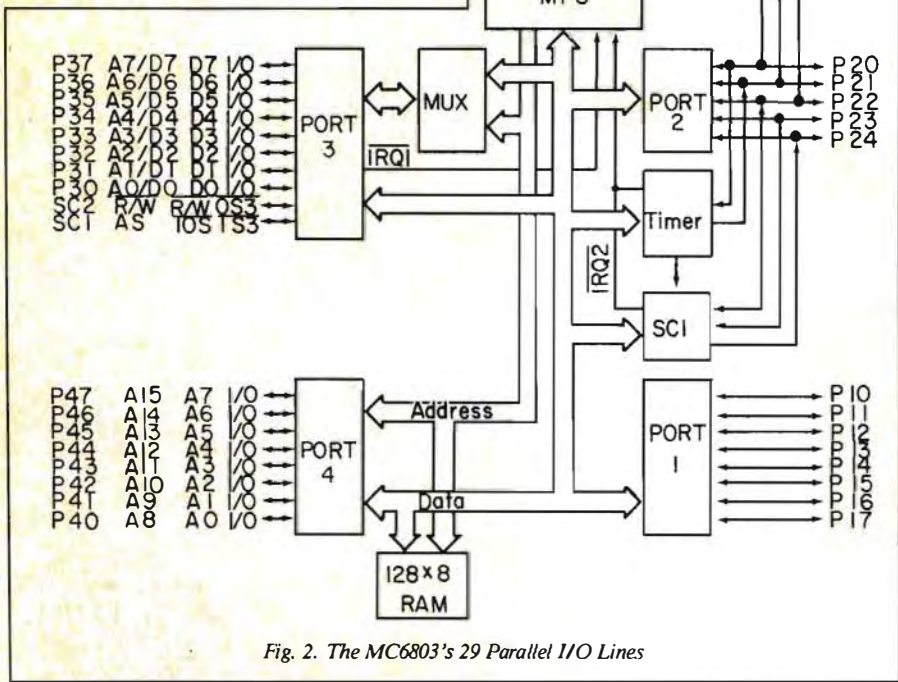 P37 A7/D7 D7 I/O
P36 A6/D6 D6 I/O
P35 A5/D5 D5 I/O
P34 A4/D4 D4 I/O
P33 A3/D3 D3 I/O
P32 A2/D2 D2 I/O
P31 A1/D1 D1 I/O
P30 A0/D0 D0 I/O
SC2 R/W R/W OS3
SC1 AS IOS IS3
PORT
3
MUX
IRQ1
PORT
2
P20
P21
P22
P23
P24
Timer
IRQ2
SCI
P47 A15 A7 I/O
P46 A14 A6 I/O
P45 A13 A5 I/O
P44 A12 A4 I/O
P43 A11 A3 I/O
P42 A10 A2 I/O
P41 A9 A1 I/O
P40 A8 A0 I/O
PORT
4
Address
Data
PORT
1
P10
P11
P12
P13
P14
P15
P16
P17
128×8
RAM
Fig. 2. The MC6803's 29 Parallel I/O Lines